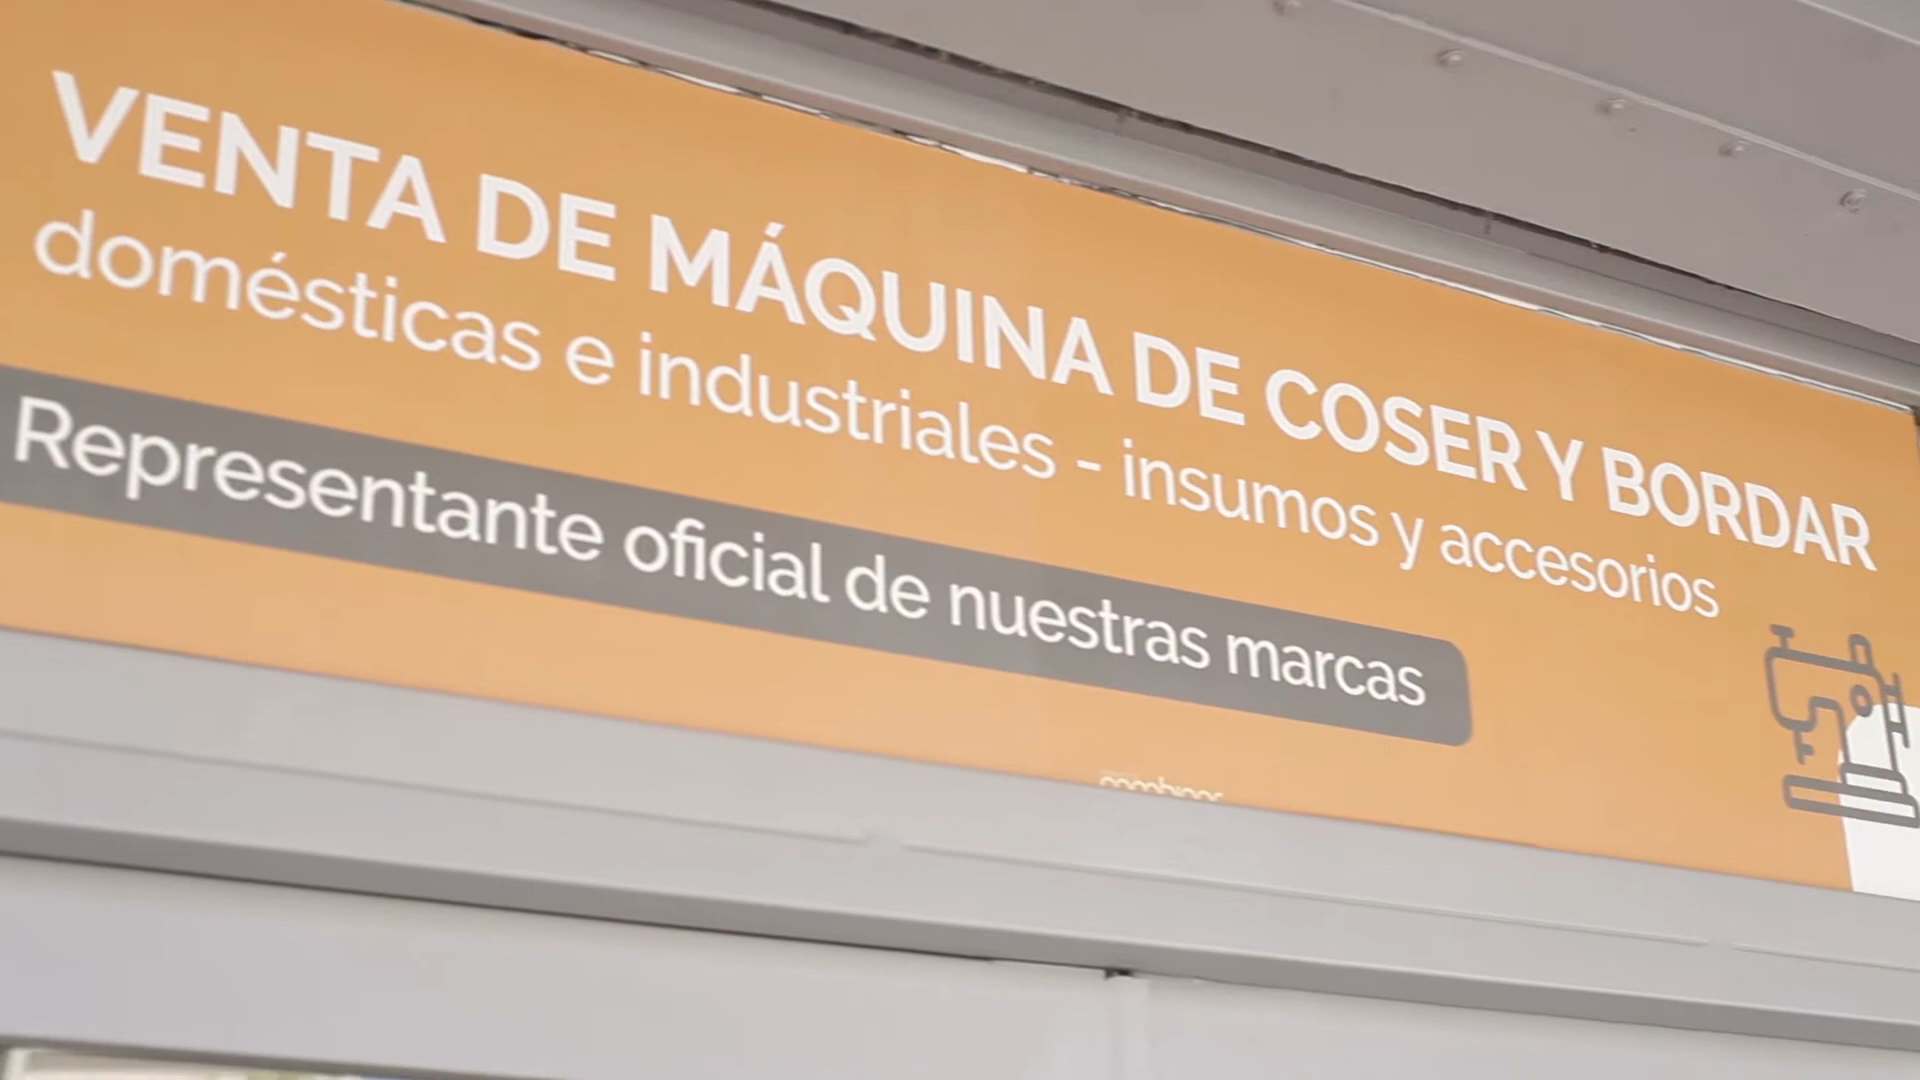 VENTA DE MÁQUINA DE COSER Y BORDAR
domésticas e industriales - insumos y accesorios
Representante oficial de nuestras marcas